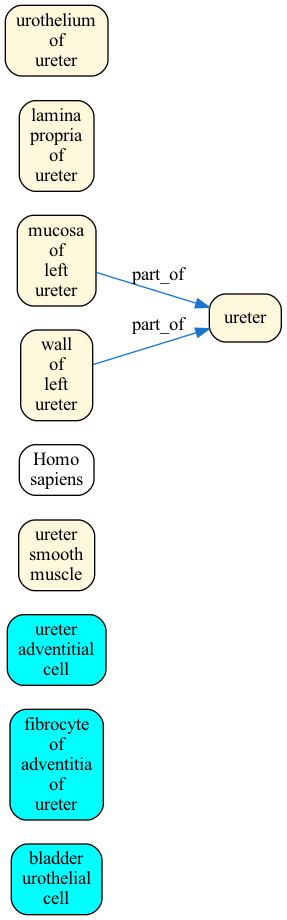 urothelium
of
ureter
lamina
propria
of
ureter
mucosa
of
left
ureter
part_of
ureter
wall
of
left
ureter
part_of
Homo
sapiens
ureter
smooth
muscle
ureter
adventitial
cell
fibrocyte
of
adventitia
of
ureter
bladder
urothelial
cell